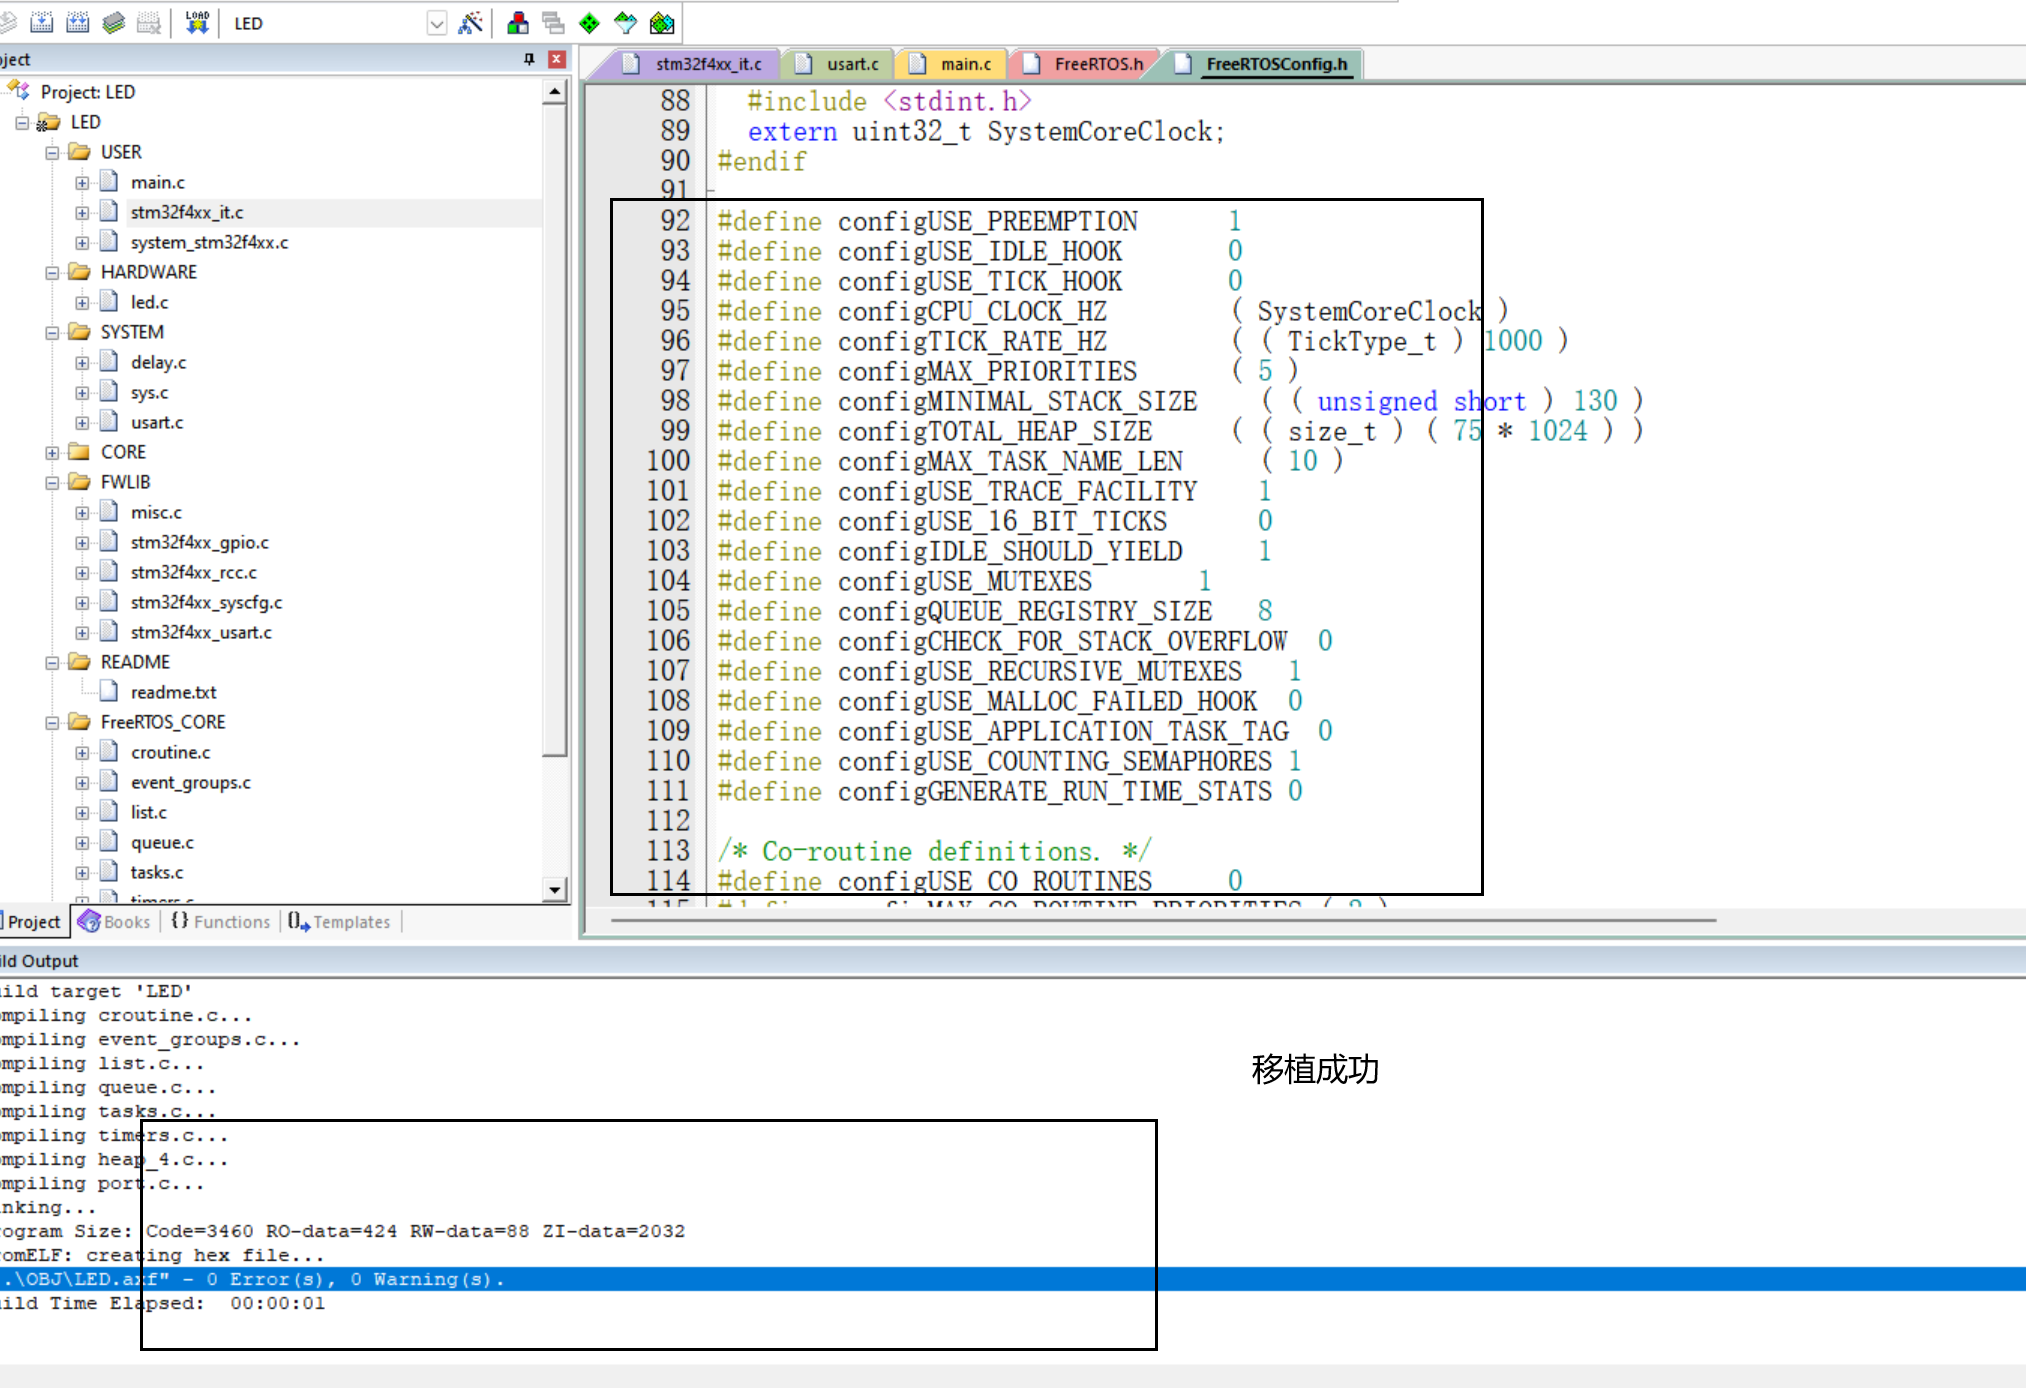 LOAD
LED
ject
Project: LED
LED
USER
main.c
stm32f4xx_it.c
system_stm32f4xx.c
HARDWARE
led.c
SYSTEM
delay.c
sys.c
usart.c
CORE
FWLIB
misc.c
stm32f4xx_gpio.c
stm32f4xx_rcc.c
stm32f4xx_syscfg.c
stm32f4xx_usart.c
README
readme.txt
FreeRTOS_CORE
croutine.c
event_groups.c
list.c
queue.c
tasks.c
timers.c
Project Books {} Functions Templates
stm32f4xx_it.c usart.c main.c FreeRTOS.h FreeRTOSConfig.h
88 #include <stdint.h>
89 extern uint32_t SystemCoreClock;
90 #endif
91
92 #define configUSE_PREEMPTION 1
93 #define configUSE_IDLE_HOOK 0
94 #define configUSE_TICK_HOOK 0
95 #define configCPU_CLOCK_HZ ( SystemCoreClock )
96 #define configTICK_RATE_HZ ( ( TickType_t ) 1000 )
97 #define configMAX_PRIORITIES ( 5 )
98 #define configMINIMAL_STACK_SIZE ( ( unsigned short ) 130 )
99 #define configTOTAL_HEAP_SIZE ( ( size_t ) ( 75 * 1024 ) )
100 #define configMAX_TASK_NAME_LEN ( 10 )
101 #define configUSE_TRACE_FACILITY 1
102 #define configUSE_16_BIT_TICKS 0
103 #define configIDLE_SHOULD_YIELD 1
104 #define configUSE_MUTEXES 1
105 #define configQUEUE_REGISTRY_SIZE 8
106 #define configCHECK_FOR_STACK_OVERFLOW 0
107 #define configUSE_RECURSIVE_MUTEXES 1
108 #define configUSE_MALLOC_FAILED_HOOK 0
109 #define configUSE_APPLICATION_TASK_TAG 0
110 #define configUSE_COUNTING_SEMAPHORES 1
111 #define configGENERATE_RUN_TIME_STATS 0
112
113 /* Co-routine definitions. */
114 #define configUSE_CO_ROUTINES 0
115 #define configMAX_CO_ROUTINE_PRIORITIES ( 2 )
ild Output
ild target 'LED'
mpiling croutine.c...
mpiling event_groups.c...
mpiling list.c...
mpiling queue.c...
mpiling tasks.c...
mpiling timers.c...
mpiling heap_4.c...
mpiling port.c...
nking...
ogram Size: Code=3460 RO-data=424 RW-data=88 ZI-data=2032
omELF: creating hex file...
.\OBJ\LED.axf" - 0 Error(s), 0 Warning(s).
ild Time Elapsed: 00:00:01
移植成功